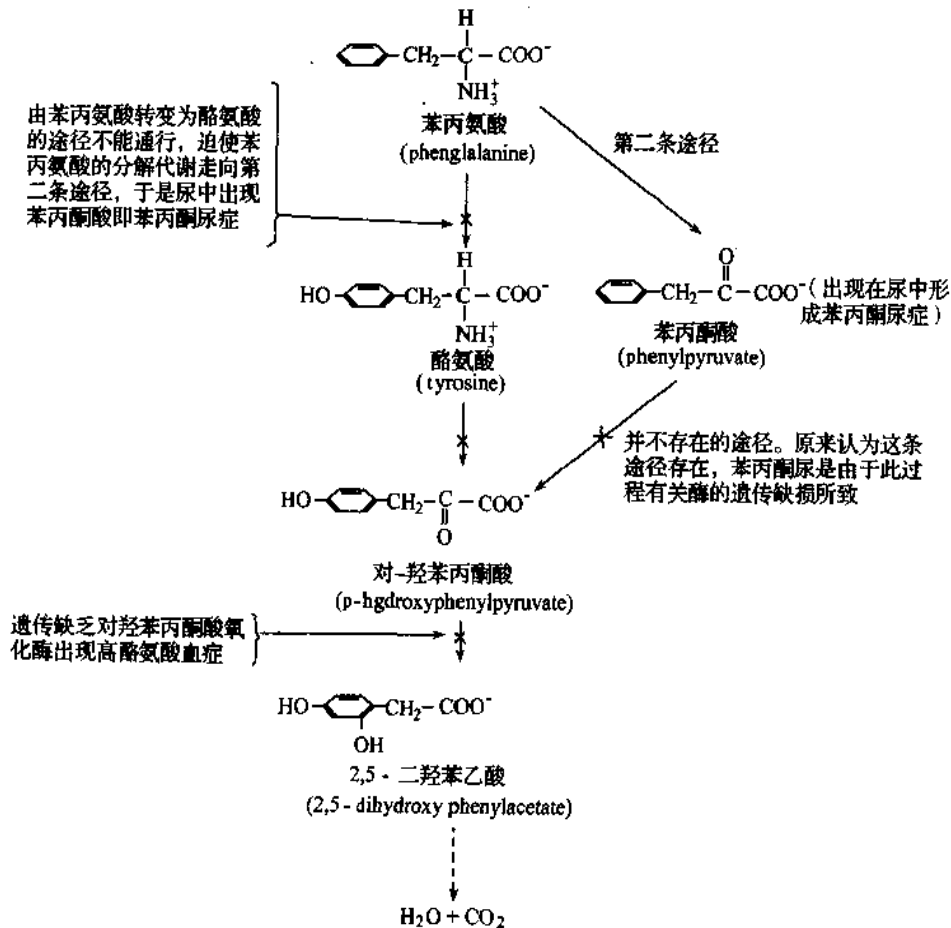 H
CH₂–C–COO⁻
NH₃⁺
苯丙氨酸
(phenglalanine)
由苯丙氨酸转变为酪氨酸
的途径不能通行，迫使苯
丙氨酸的分解代谢走向第
二条途径，于是尿中出现
苯丙酮酸即苯丙酮尿症
第二条途径
H
HO CH₂–C–COO⁻
NH₃⁺
酪氨酸
(tyrosine)
O
CH₂–C–COO⁻(出现在尿中形
成苯丙酮尿症)
苯丙酮酸
(phenylpyruvate)
并不存在的途径。原来认为这条
途径存在，苯丙酮尿是由于此过
程有关酶的遗传缺损所致
HO CH₂–C–COO⁻
O
对-羟苯丙酮酸
(p-hgdroxyphenylpyruvate)
遗传缺乏对羟苯丙酮酸氧
化酶出现高酪氨酸血症
HO CH₂–COO⁻
OH
2,5 - 二羟苯乙酸
(2,5 - dihydroxy phenylacetate)
H₂O + CO₂